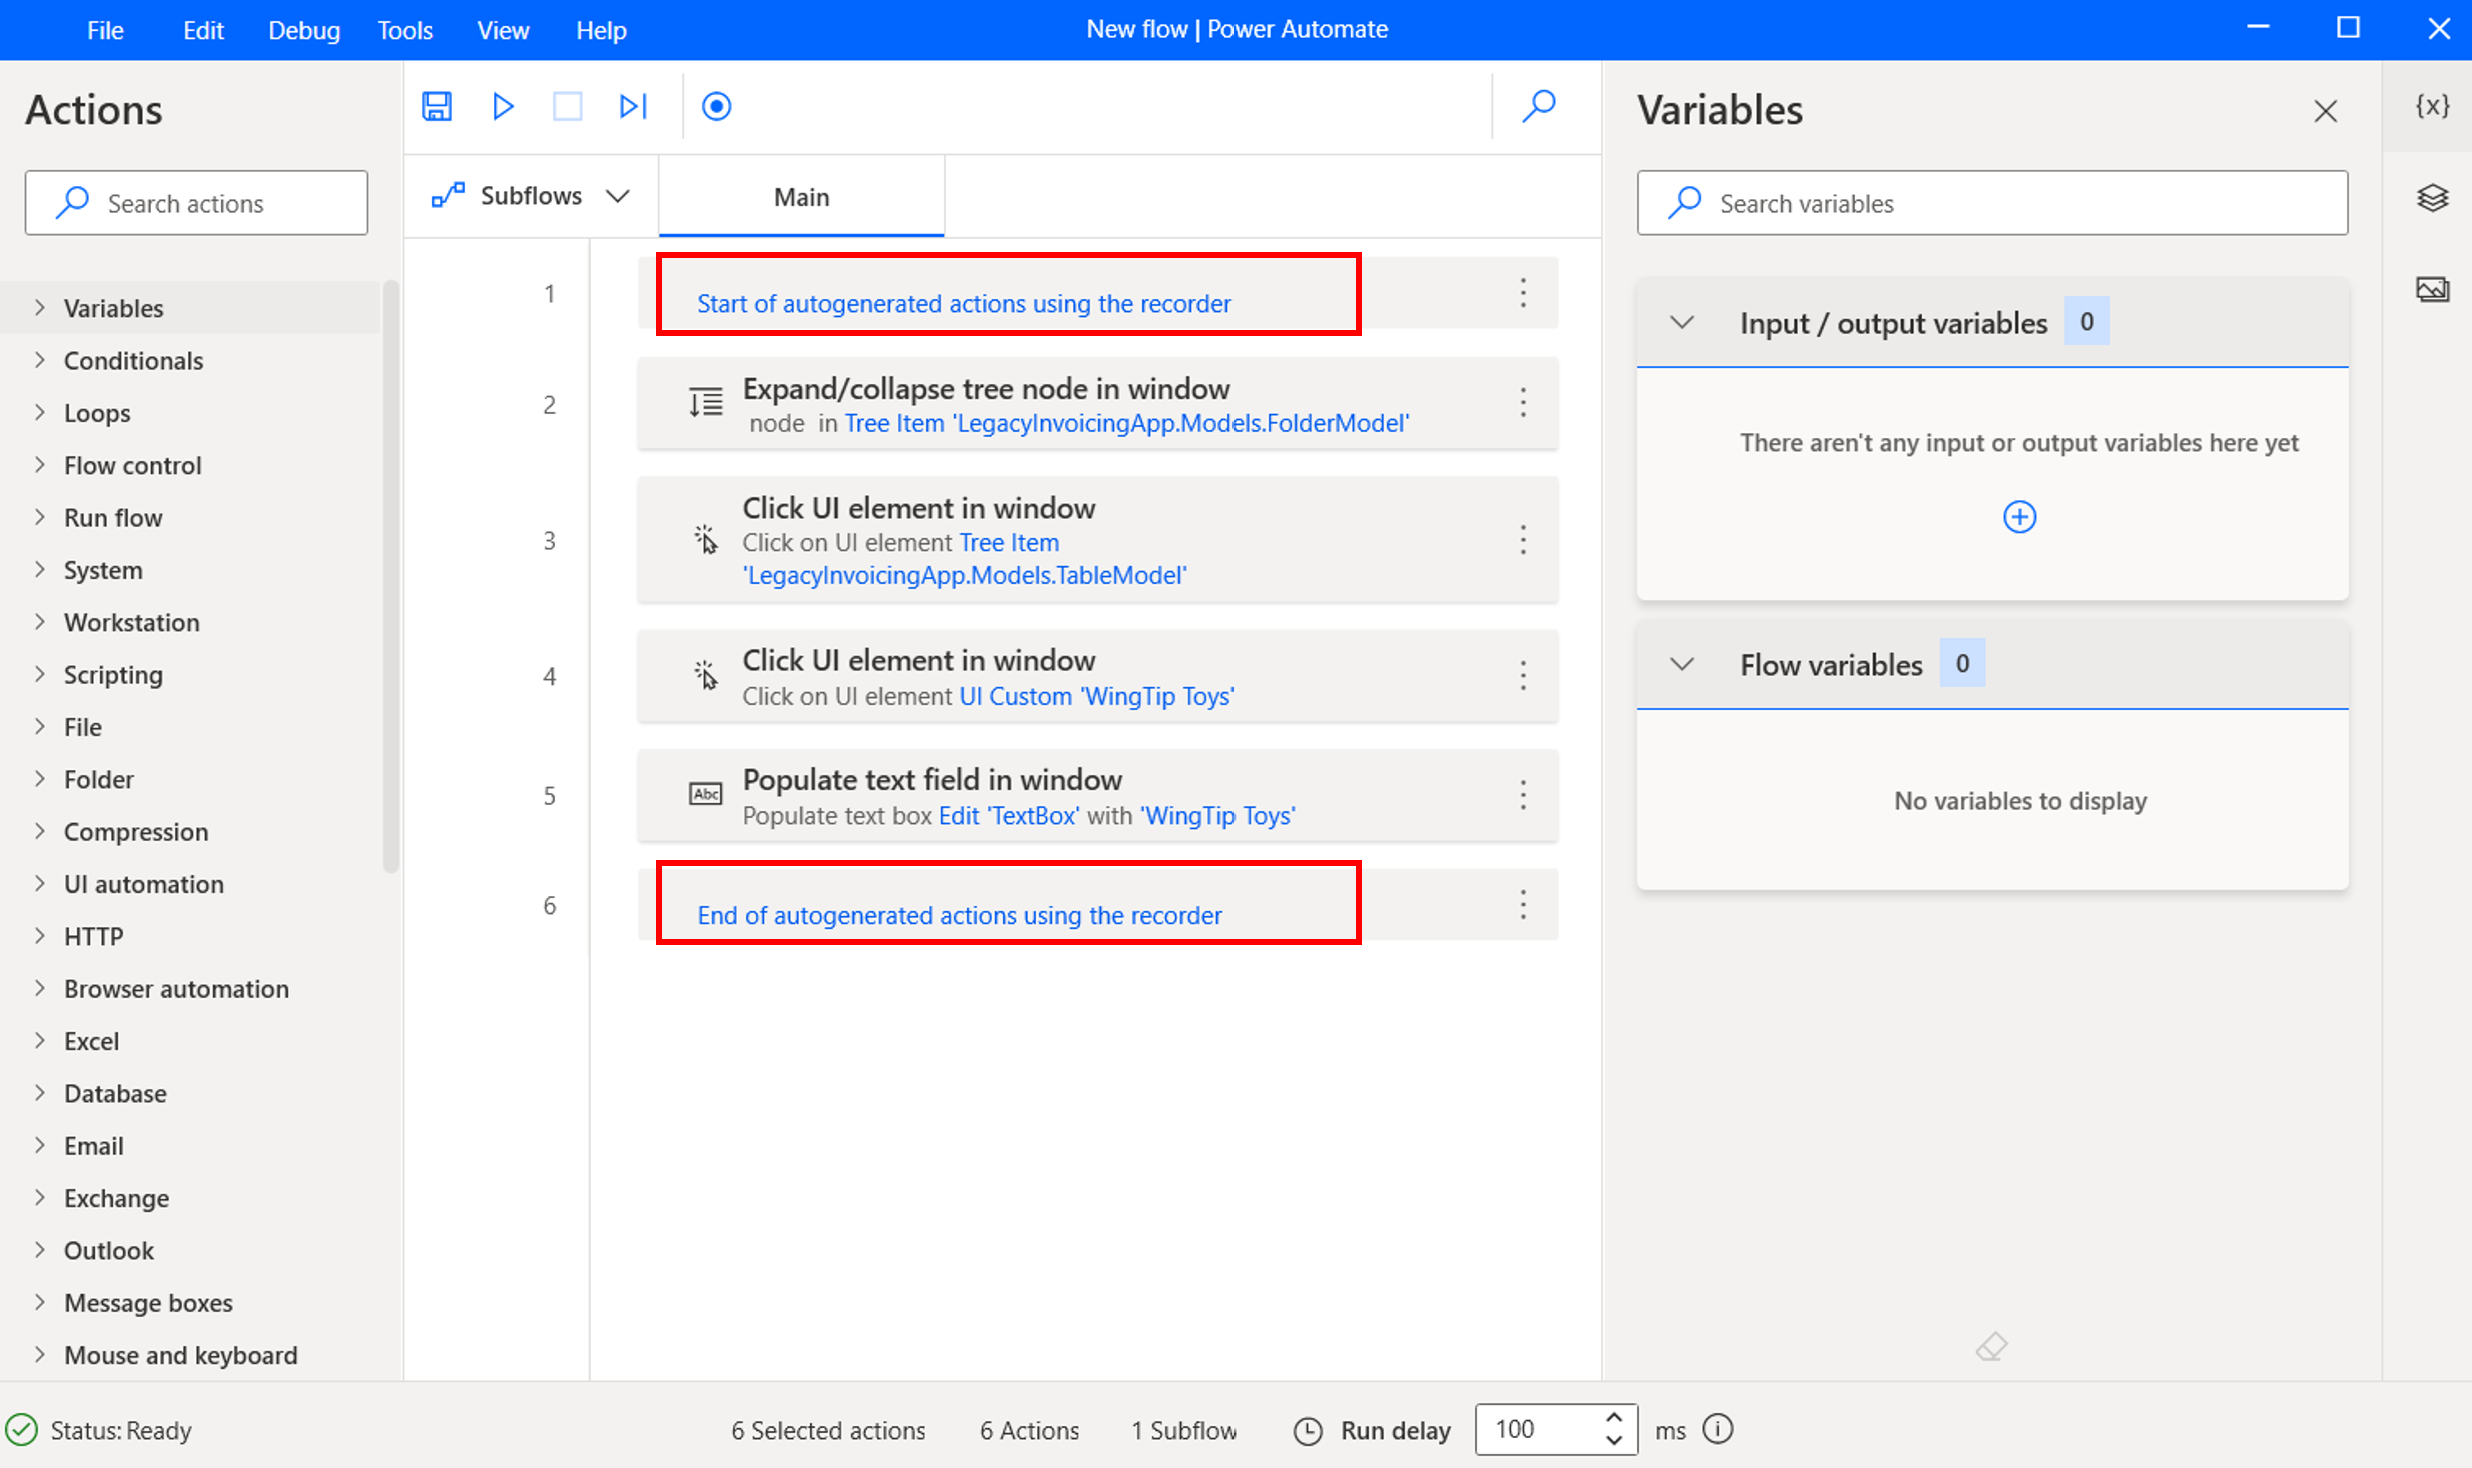 File Edit Debug Tools View Help New flow | Power Automate
Actions
Search actions
Variables
Conditionals
Loops
Flow control
Run flow
System
Workstation
Scripting
File
Folder
Compression
UI automation
HTTP
Browser automation
Excel
Database
Email
Exchange
Outlook
Message boxes
Mouse and keyboard
Subflows Main
1 Start of autogenerated actions using the recorder
2 Expand/collapse tree node in window
node in Tree Item 'LegacyInvoicingApp.Models.FolderModel'
3 Click UI element in window
Click on UI element Tree Item
'LegacyInvoicingApp.Models.TableModel'
4 Click UI element in window
Click on UI element UI Custom 'WingTip Toys'
5 Abc Populate text field in window
Populate text box Edit 'TextBox' with 'WingTip Toys'
6 End of autogenerated actions using the recorder
Variables {x}
Search variables
Input / output variables 0
There aren't any input or output variables here yet
Flow variables 0
No variables to display
Status: Ready 6 Selected actions 6 Actions 1 Subflow Run delay 100 ms